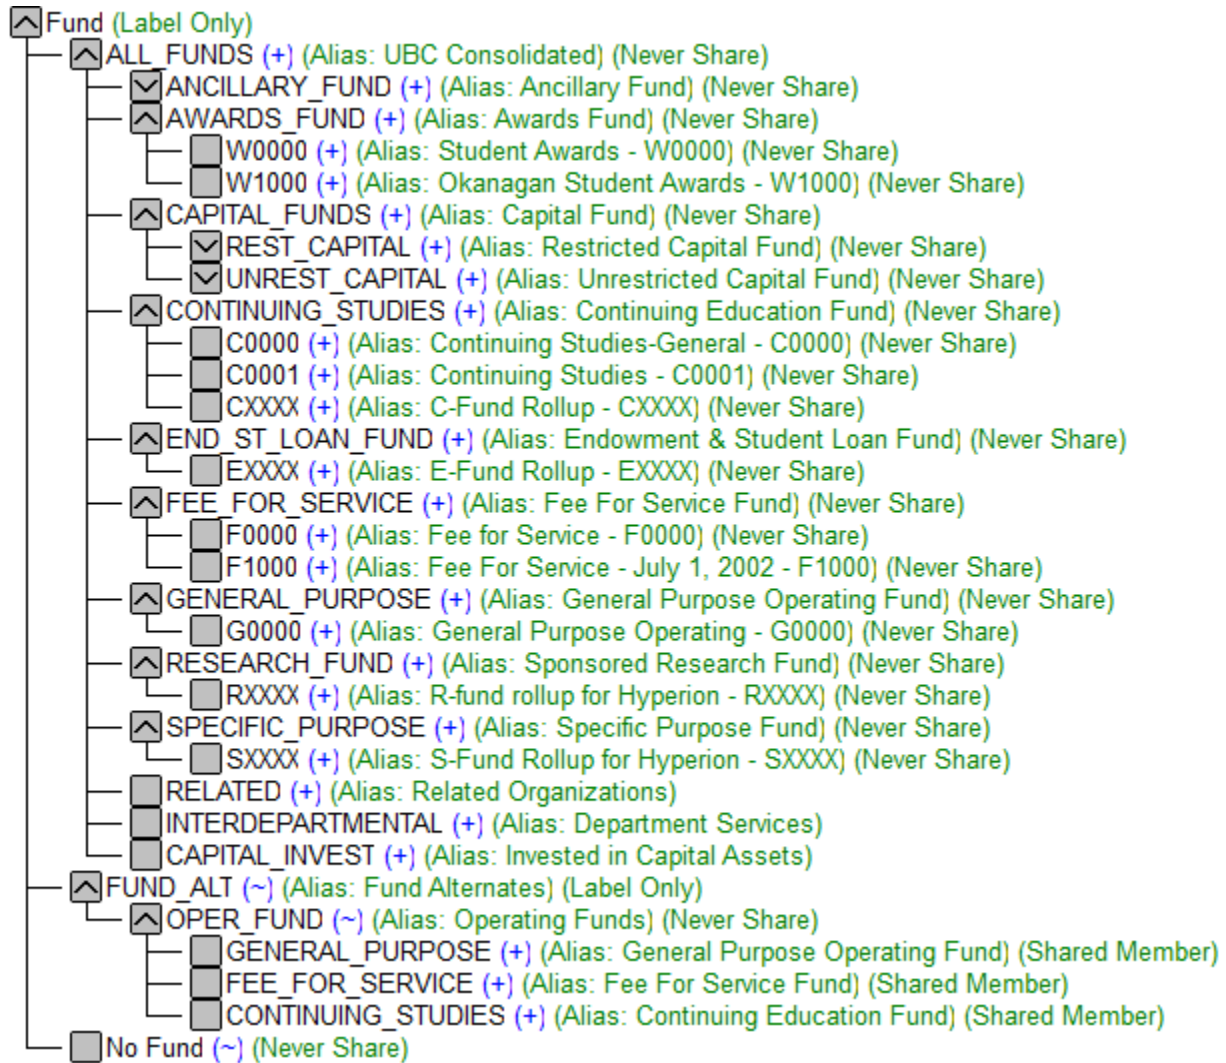 Fund (Label Only)
ALL_FUNDS (+) (Alias: UBC Consolidated) (Never Share)
ANCILLARY_FUND (+) (Alias: Ancillary Fund) (Never Share)
AWARDS_FUND (+) (Alias: Awards Fund) (Never Share)
W0000 (+) (Alias: Student Awards - W0000) (Never Share)
W1000 (+) (Alias: Okanagan Student Awards - W1000) (Never Share)
CAPITAL_FUNDS (+) (Alias: Capital Fund) (Never Share)
REST_CAPITAL (+) (Alias: Restricted Capital Fund) (Never Share)
UNREST_CAPITAL (+) (Alias: Unrestricted Capital Fund) (Never Share)
CONTINUING_STUDIES (+) (Alias: Continuing Education Fund) (Never Share)
C0000 (+) (Alias: Continuing Studies-General - C0000) (Never Share)
C0001 (+) (Alias: Continuing Studies - C0001) (Never Share)
CXXX (+) (Alias: C-Fund Rollup - CXXX) (Never Share)
END_ST_LOAN_FUND (+) (Alias: Endowment & Student Loan Fund) (Never Share)
EXXXX (+) (Alias: E-Fund Rollup - EXXXX) (Never Share)
FEE_FOR_SERVICE (+) (Alias: Fee For Service Fund) (Never Share)
F0000 (+) (Alias: Fee for Service - F0000) (Never Share)
F1000 (+) (Alias: Fee For Service - July 1, 2002 - F1000) (Never Share)
GENERAL_PURPOSE (+) (Alias: General Purpose Operating Fund) (Never Share)
G0000 (+) (Alias: General Purpose Operating - G0000) (Never Share)
RESEARCH_FUND (+) (Alias: Sponsored Research Fund) (Never Share)
RXXXX (+) (Alias: R-fund rollup for Hyperion - RXXXX) (Never Share)
SPECIFIC_PURPOSE (+) (Alias: Specific Purpose Fund) (Never Share)
SXXXX (+) (Alias: S-Fund Rollup for Hyperion - SXXXX) (Never Share)
RELATED (+) (Alias: Related Organizations)
INTERDEPARTMENTAL (+) (Alias: Department Services)
CAPITAL_INVEST (+) (Alias: Invested in Capital Assets)
FUND_ALT (~) (Alias: Fund Alternates) (Label Only)
OPER_FUND (~) (Alias: Operating Funds) (Never Share)
GENERAL_PURPOSE (+) (Alias: General Purpose Operating Fund) (Shared Member)
FEE_FOR_SERVICE (+) (Alias: Fee For Service Fund) (Shared Member)
CONTINUING_STUDIES (+) (Alias: Continuing Education Fund) (Shared Member)
No Fund (~) (Never Share)